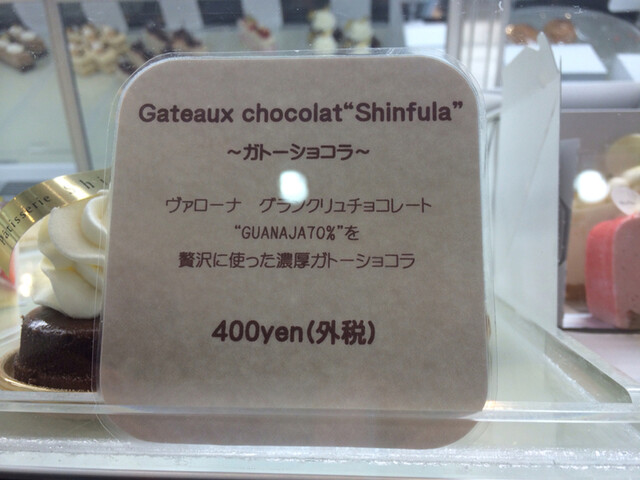 Gateaux chocolat“Shinfula”
～ガトーショコラ～
ヴァローナ　グランクリュチョコレート
“GUANAJA70%”を
贅沢に使った濃厚ガトーショコラ
400yen(外税)
Patisserie